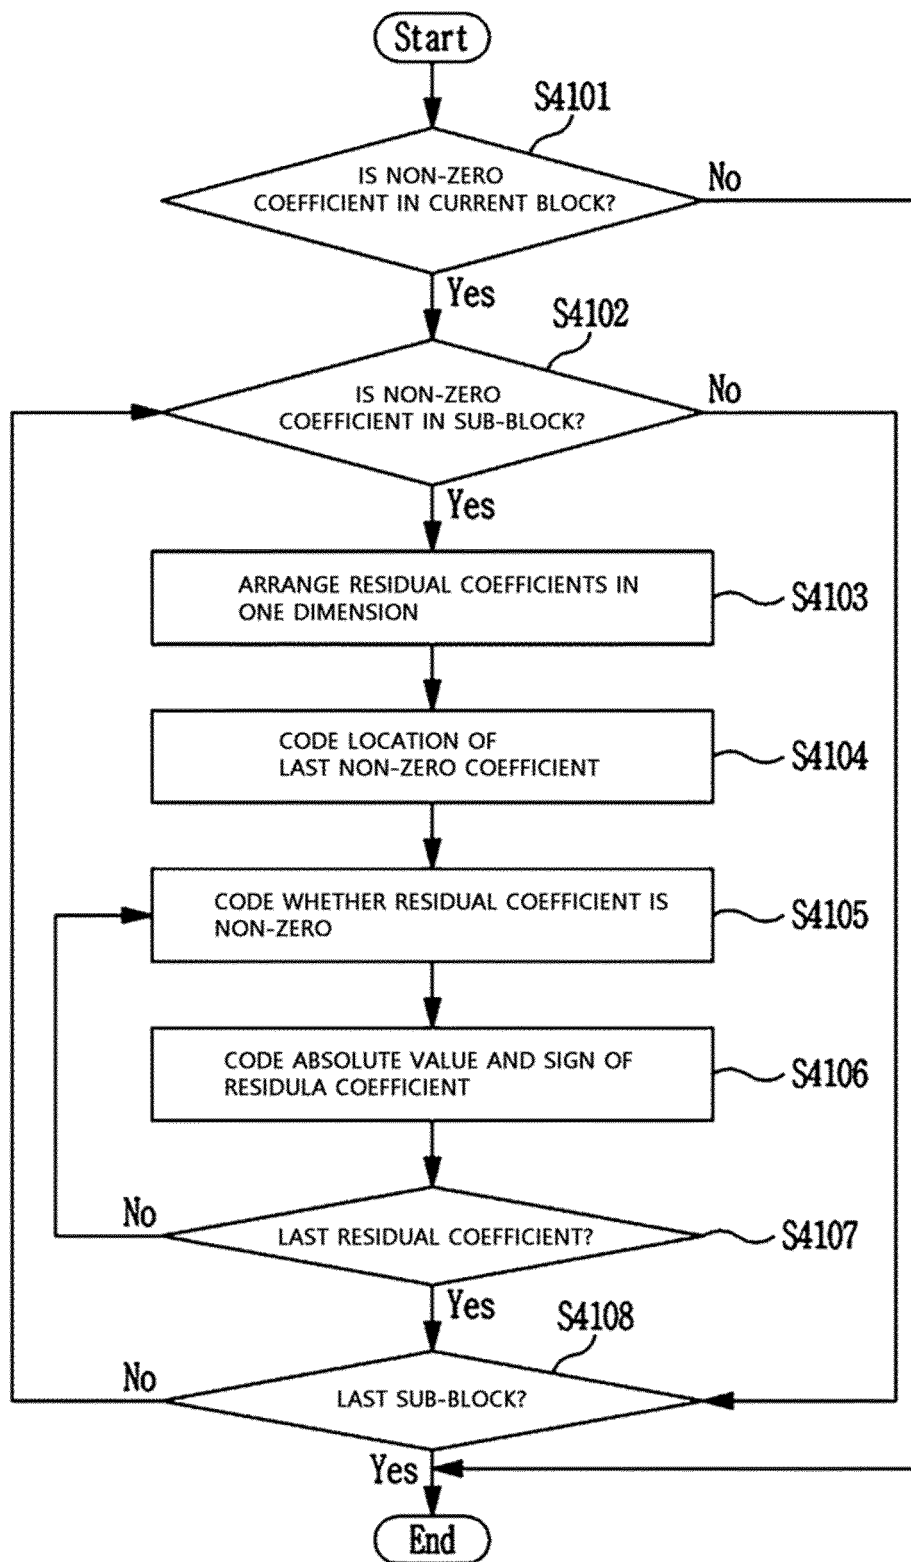 Start
S4101
IS NON-ZERO
COEFFICIENT IN CURRENT BLOCK?
No
Yes
S4102
IS NON-ZERO
COEFFICIENT IN SUB-BLOCK?
No
Yes
ARRANGE RESIDUAL COEFFICIENTS IN
ONE DIMENSION
S4103
CODE LOCATION OF
LAST NON-ZERO COEFFICIENT
S4104
CODE WHETHER RESIDUAL COEFFICIENT IS
NON-ZERO
S4105
CODE ABSOLUTE VALUE AND SIGN OF
RESIDULA COEFFICIENT
S4106
No
LAST RESIDUAL COEFFICIENT?
S4107
Yes
S4108
No
LAST SUB-BLOCK?
Yes
End